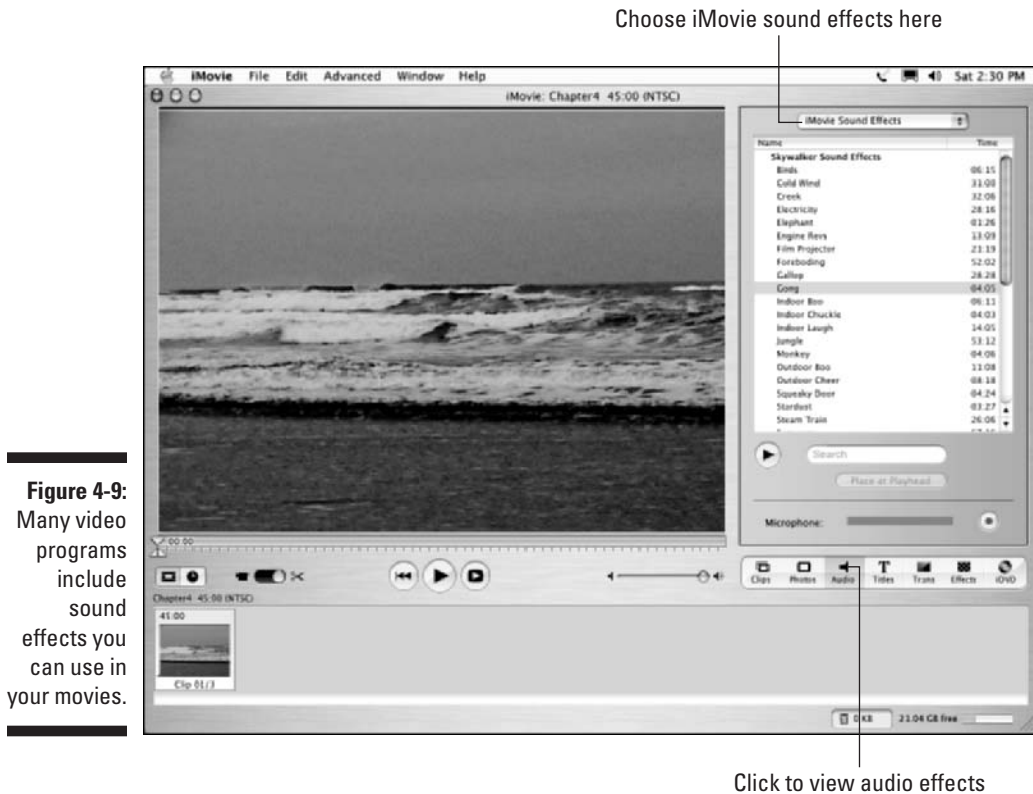 Choose iMovie sound effects here
iMovie File Edit Advanced Window Help Sat 2:30 PM
iMovie: Chapter4 45:00 (NTSC)
iMovie Sound Effects
Name Time
Skywalker Sound Effects
Birds 06:15
Cold Wind 31:00
Creek 32:06
Electricity 28:16
Elephant 01:26
Engine Revs 13:09
Film Projector 21:19
Foreboding 52:02
Gallop 28:28
Gong 04:05
Indoor Boo 06:11
Indoor Chuckle 04:03
Indoor Laugh 14:05
Jungle 53:12
Monkey 04:06
Outdoor Boo 11:08
Outdoor Cheer 08:18
Squeaky Door 04:24
Stardust 03:27
Steam Train 26:06
Search
Place at Playhead
Microphone:
00:00
Clips Photos Audio Titles Trans Effects iDVD
Chapter4 45:00 (NTSC)
45:00
Clip 01/3
0 KB 21.04 GB free
Figure 4-9:
Many video
programs
include
sound
effects you
can use in
your movies.
Click to view audio effects